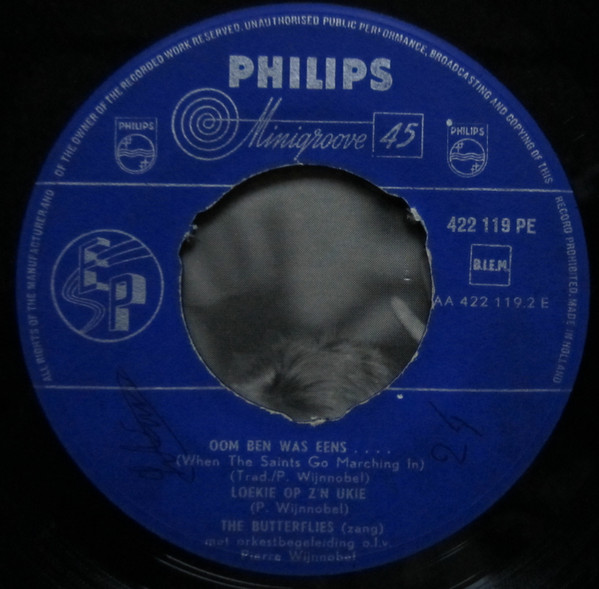 ALL RIGHTS OF THE MANUFACTURER AND OF THE OWNER OF THE RECORDED WORK RESERVED. UNAUTHORISED PUBLIC PERFORMANCE, BROADCASTING AND COPYING OF THIS RECORD PROHIBITED. MADE IN HOLLAND
PHILIPS
Minigroove 45
PHILIPS
PHILIPS
422 119 PE
B.I.E.M.
AA 422 119.2 E
EP
OOM BEN WAS EENS ....
(When The Saints Go Marching In)
(Trad./P. Wijnnobel)
LOEKIE OP Z'N UKIE
(P. Wijnnobel)
THE BUTTERFLIES (zang)
met orkestbegeleiding o.l.v.
Pierre Wijnnobel
24